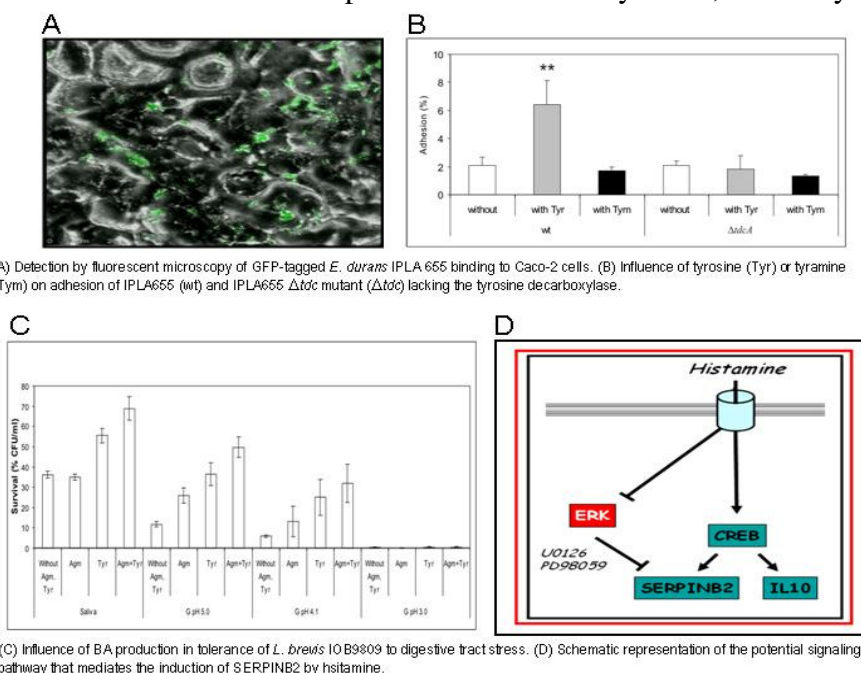 A
B
10
8
6
4
2
0
Adhesion (%)
**
without
with Tyr
with Tym
without
with Tyr
with Tym
wt
ΔtdcA
A) Detection by fluorescent microscopy of GFP-tagged E. durans IPLA 655 binding to Caco-2 cells. (B) Influence of tyrosine (Tyr) or tyramine
Tym) on adhesion of IPLA655 (wt) and IPLA655 Δtdc mutant (Δtdc) lacking the tyrosine decarboxylase.
C
D
80
70
60
50
40
30
20
10
0
Survival (% CFU/ml)
Without Agm, Tyr
Agm
Tyr
Agm+Tyr
Without Agm, Tyr
Agm
Tyr
Agm+Tyr
Without Agm, Tyr
Agm
Tyr
Agm+Tyr
Without Agm, Tyr
Agm
Tyr
Agm+Tyr
Saliva
G pH 5.0
G pH 4.1
G pH 3.0
Histamine
ERK
CREB
U0126
PD98059
SERPINB2
IL10
(C) Influence of BA production in tolerance of L. brevis IOB9809 to digestive tract stress. (D) Schematic representation of the potential signaling
pathway that mediates the induction of SERPINB2 by hsitamine.